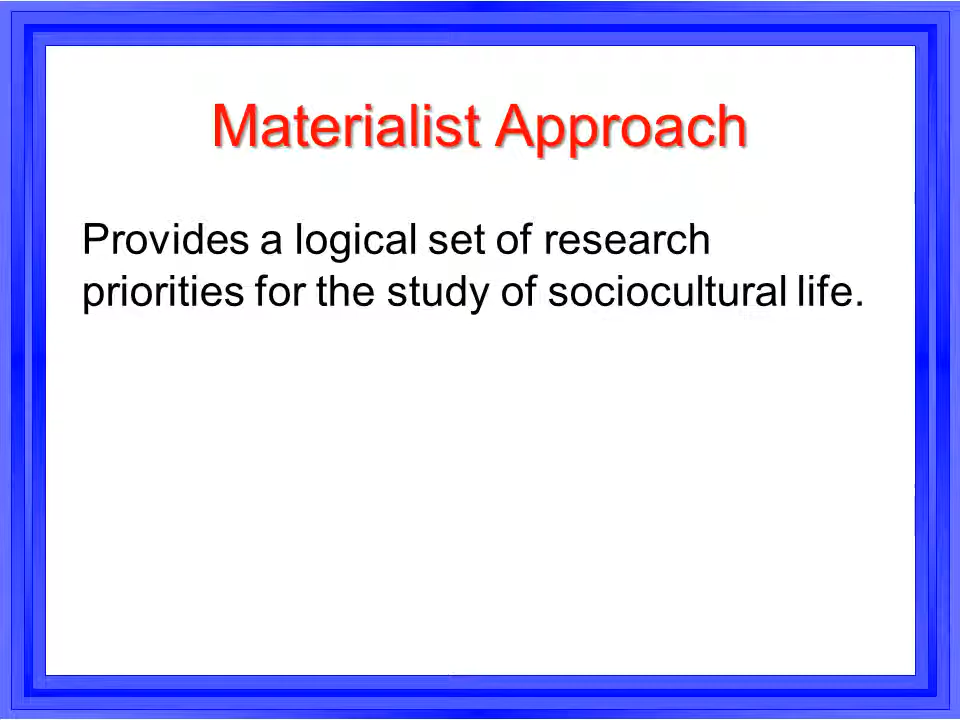 Materialist Approach
Provides a logical set of research
priorities for the study of sociocultural life.